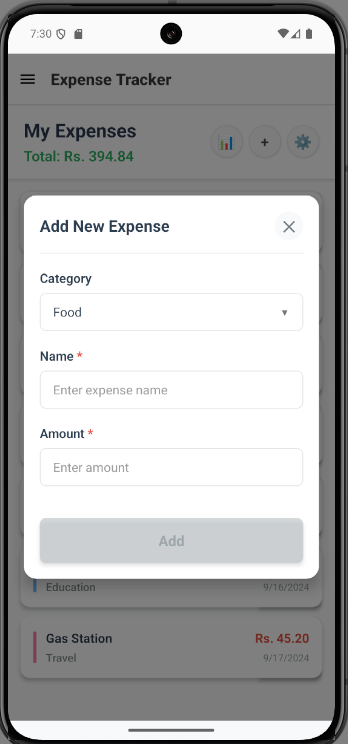 7:30
Expense Tracker
My Expenses
Total: Rs. 394.84
+
Add New Expense
Category
Food
Name *
Enter expense name
Amount *
Enter amount
Add
Education 9/16/2024
Gas Station Rs. 45.20
Travel 9/17/2024